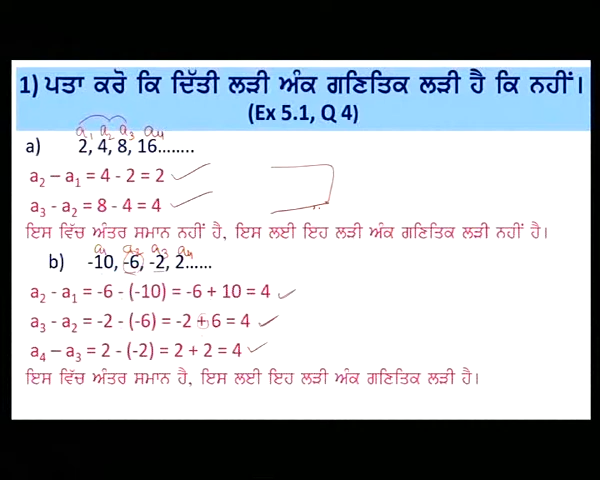 1) ਪਤਾ ਕਰੋ ਕਿ ਦਿੱਤੀ ਲੜੀ ਅੰਕ ਗਣਿਤਿਕ ਲੜੀ ਹੈ ਕਿ ਨਹੀਂ।
(Ex 5.1, Q 4)
a₁ a₂ a₃ a₄
a) 2, 4, 8, 16........
a₂ – a₁ = 4 - 2 = 2
a₃ - a₂ = 8 - 4 = 4
ਇਸ ਵਿੱਚ ਅੰਤਰ ਸਮਾਨ ਨਹੀਂ ਹੈ, ਇਸ ਲਈ ਇਹ ਲੜੀ ਅੰਕ ਗਣਿਤਿਕ ਲੜੀ ਨਹੀਂ ਹੈ।
a₁ a₂ a₃ a₄
b) -10, -6, -2, 2......
a₂ - a₁ = -6 - (-10) = -6 + 10 = 4
a₃ - a₂ = -2 - (-6) = -2 + 6 = 4
a₄ – a₃ = 2 - (-2) = 2 + 2 = 4
ਇਸ ਵਿੱਚ ਅੰਤਰ ਸਮਾਨ ਹੈ, ਇਸ ਲਈ ਇਹ ਲੜੀ ਅੰਕ ਗਣਿਤਿਕ ਲੜੀ ਹੈ।